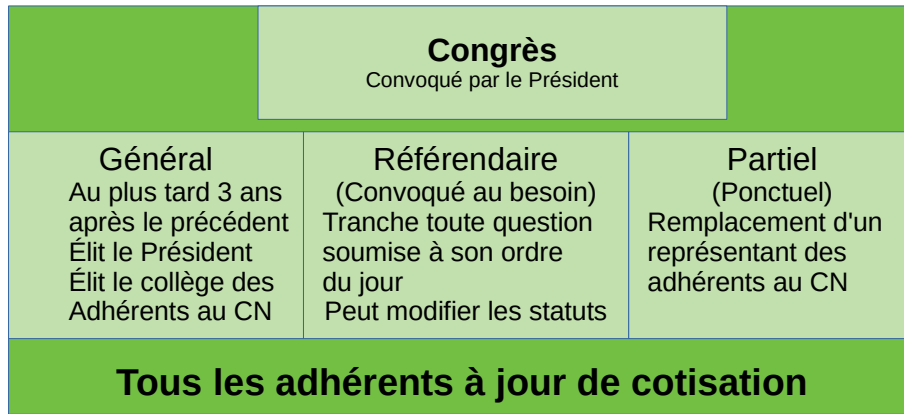 Congrès
Convoqué par le Président
Général
Au plus tard 3 ans
après le précédent
Élit le Président
Élit le collège des
Adhérents au CN
Référendaire
(Convoqué au besoin)
Tranche toute question
soumise à son ordre
du jour
Peut modifier les statuts
Partiel
(Ponctuel)
Remplacement d'un
représentant des
adhérents au CN
Tous les adhérents à jour de cotisation